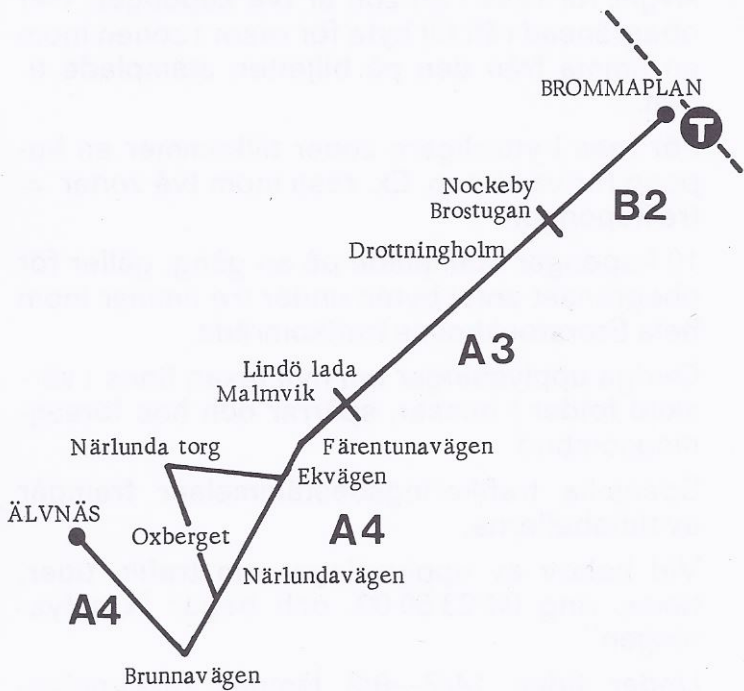 BROMMAPLAN
T
Nockeby
Brostugan
B2
Drottningholm
A3
Lindö lada
Malmvik
Närlunda torg
Färentunavägen
Ekvägen
ÄLVNÄS
Oxberget
A4
Närlundavägen
A4
Brunnavägen